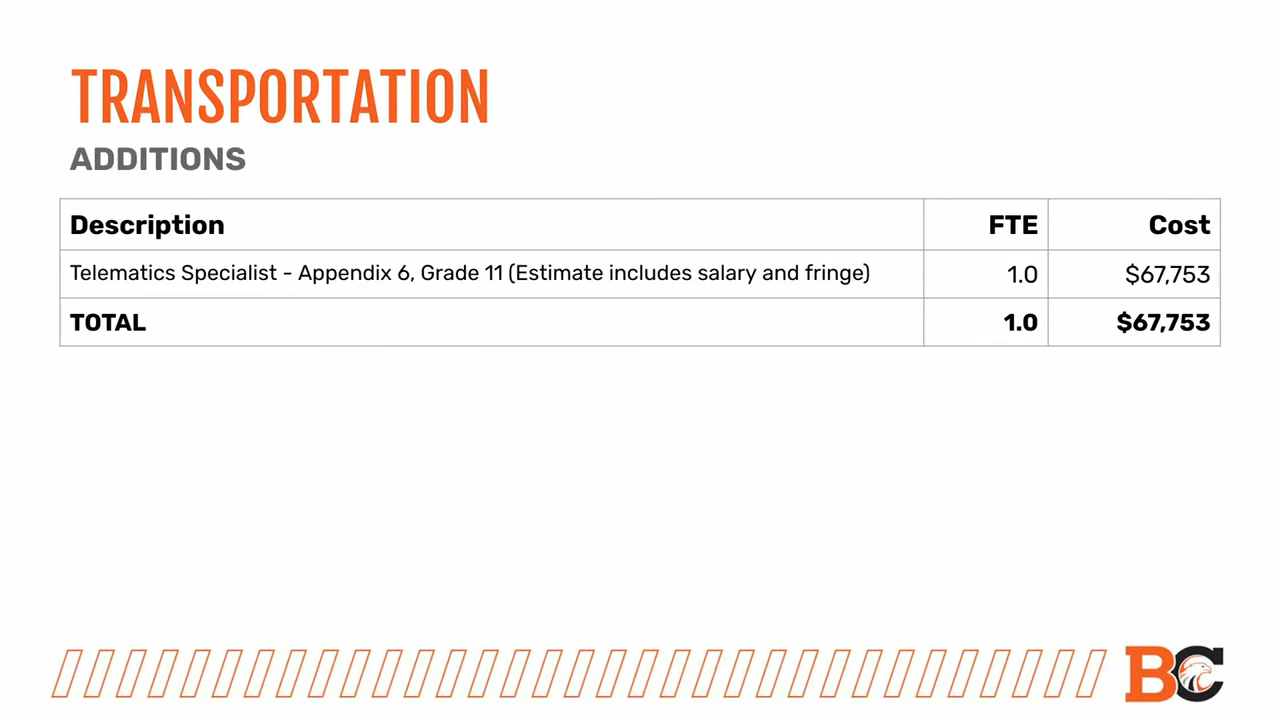 TRANSPORTATION
ADDITIONS
Description FTE Cost
Telematics Specialist - Appendix 6, Grade 11 (Estimate includes salary and fringe) 1.0 $67,753
TOTAL 1.0 $67,753
BC